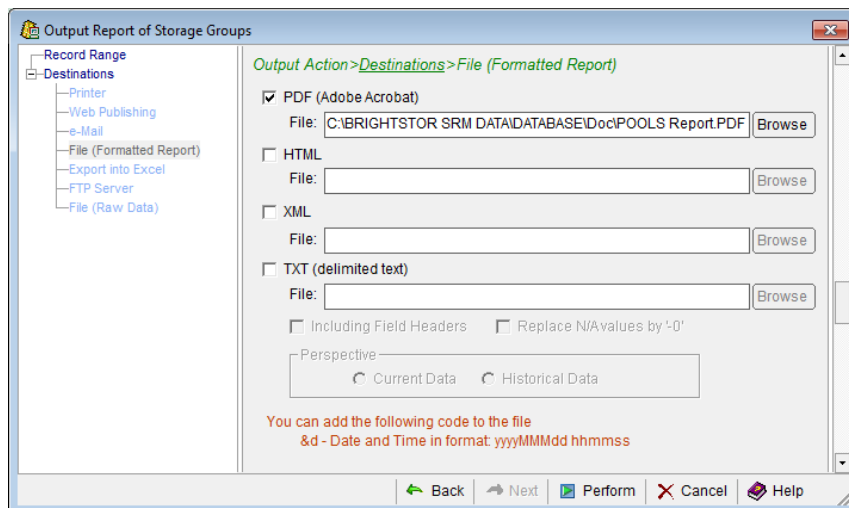 Output Report of Storage Groups
Record Range
Destinations
Printer
Web Publishing
e-Mail
File (Formatted Report)
Export into Excel
FTP Server
File (Raw Data)
Output Action>Destinations>File (Formatted Report)
PDF (Adobe Acrobat)
File: C:\BRIGHTSTOR SRM DATA\DATABASE\Doc\POOLS Report.PDF Browse
HTML
File: Browse
XML
File: Browse
TXT (delimited text)
File: Browse
Including Field Headers Replace N/Avalues by '-0'
Perspective
Current Data Historical Data
You can add the following code to the file
&d - Date and Time in format: yyyyMMMdd hhmmss
Back Next Perform Cancel Help